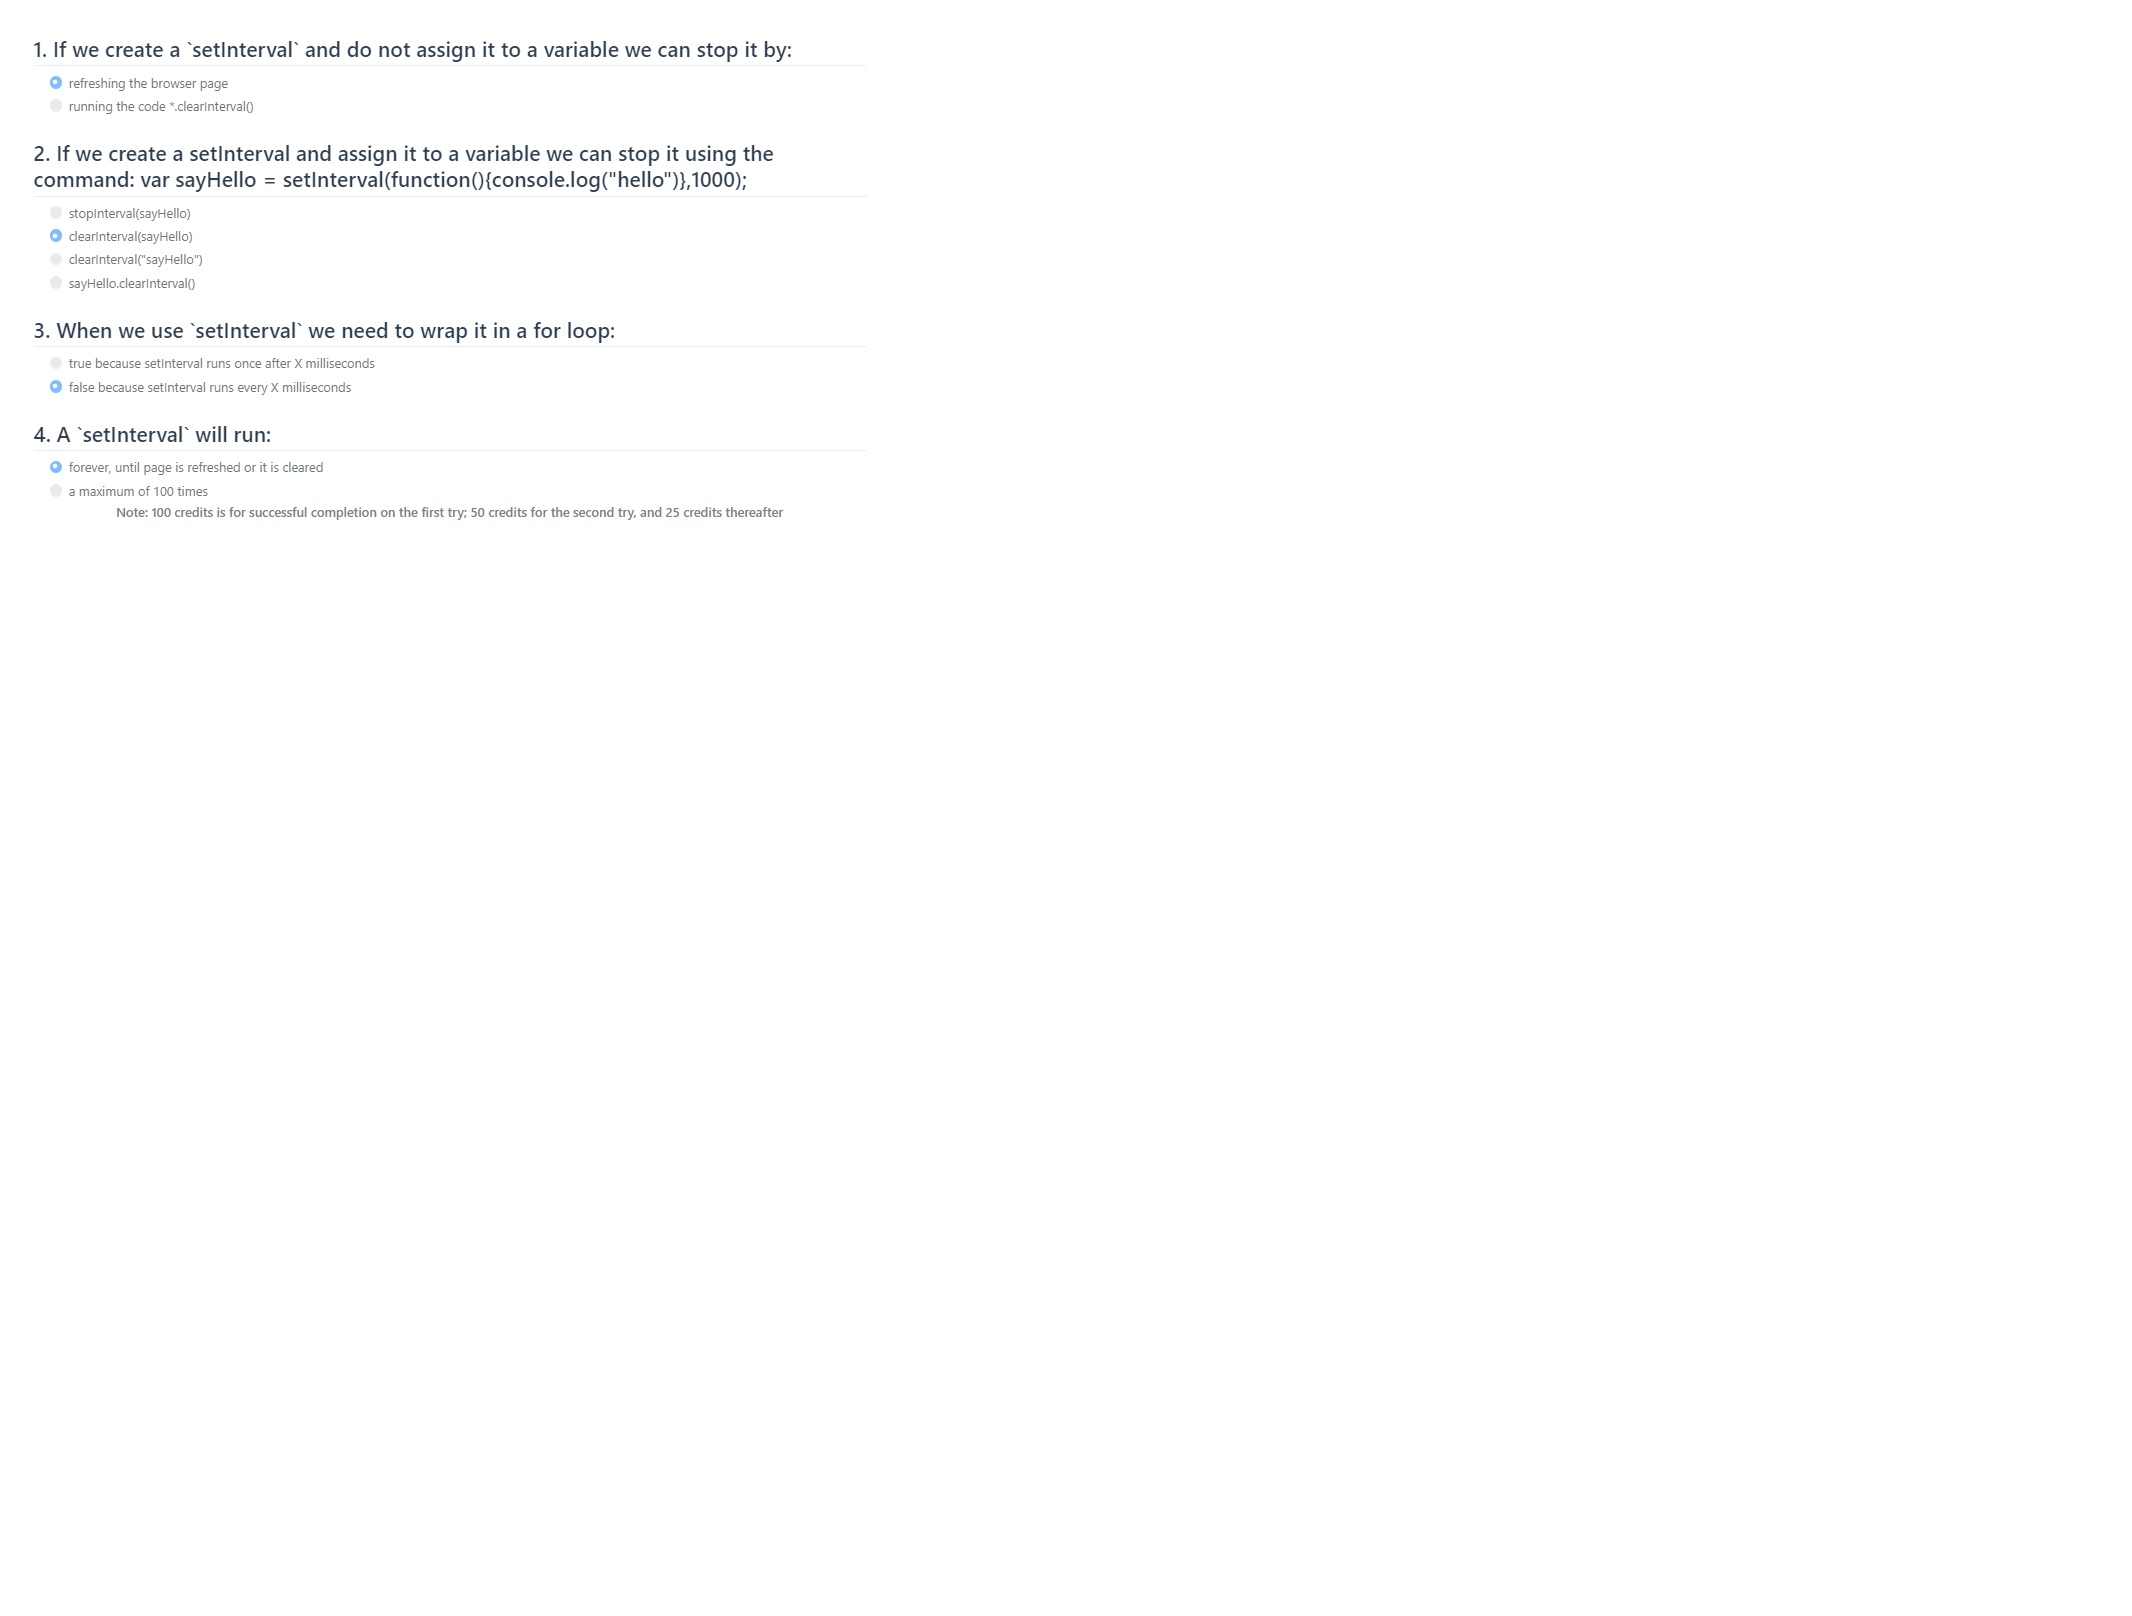 1. If we create a `setInterval` and do not assign it to a variable we can stop it by:
refreshing the browser page
running the code *.clearInterval()
2. If we create a setInterval and assign it to a variable we can stop it using the
command: var sayHello = setInterval(function(){console.log("hello")},1000);
stopInterval(sayHello)
clearInterval(sayHello)
clearInterval("sayHello")
sayHello.clearInterval()
3. When we use `setInterval` we need to wrap it in a for loop:
true because setInterval runs once after X milliseconds
false because setInterval runs every X milliseconds
4. A `setInterval` will run:
forever, until page is refreshed or it is cleared
a maximum of 100 times
Note: 100 credits is for successful completion on the first try; 50 credits for the second try, and 25 credits thereafter